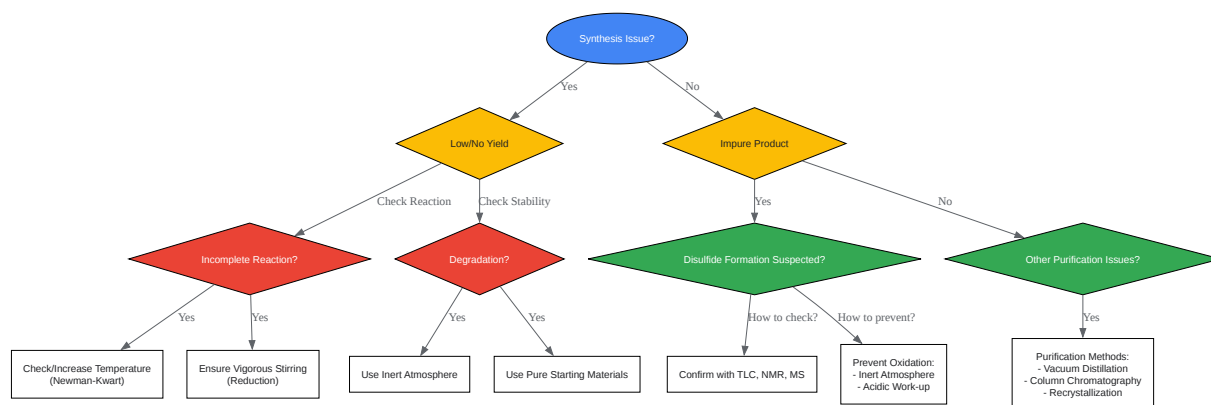 Synthesis Issue?
Yes
No
Low/No Yield
Impure Product
Check Reaction
Check Stability
Yes
No
Incomplete Reaction?
Degradation?
Disulfide Formation Suspected?
Other Purification Issues?
Yes
Yes
Yes
Yes
How to check?
How to prevent?
Yes
Check/Increase Temperature
(Newman-Kwart)
Ensure Vigorous Stirring
(Reduction)
Use Inert Atmosphere
Use Pure Starting Materials
Confirm with TLC, NMR, MS
Prevent Oxidation:
- Inert Atmosphere
- Acidic Work-up
Purification Methods:
- Vacuum Distillation
- Column Chromatography
- Recrystallization